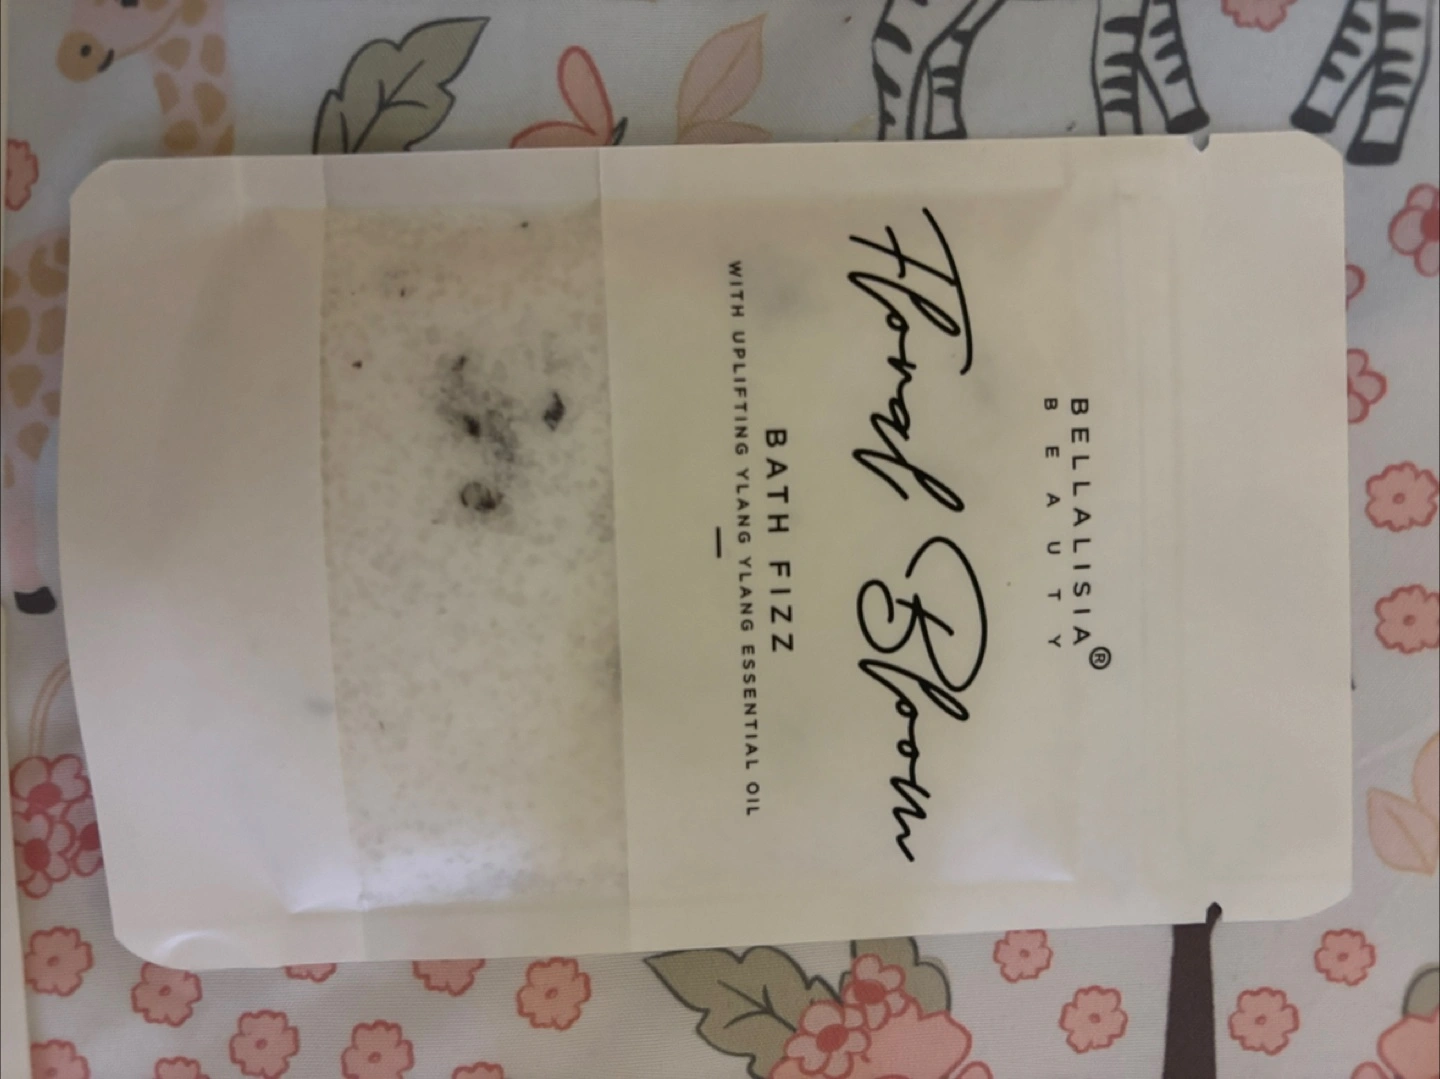 BELLALISIA®
BEAUTY
Floral Bloom
BATH FIZZ
WITH UPLIFTING YLANG YLANG ESSENTIAL OIL